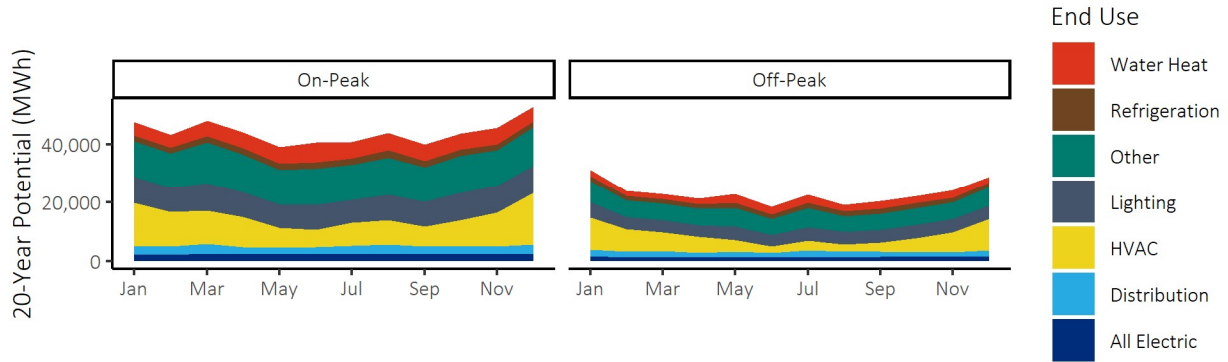 20-Year Potential (MWh)
On-Peak
Off-Peak
40,000
20,000
0
Jan Mar May Jul Sep Nov
Jan Mar May Jul Sep Nov
End Use
Water Heat
Refrigeration
Other
Lighting
HVAC
Distribution
All Electric